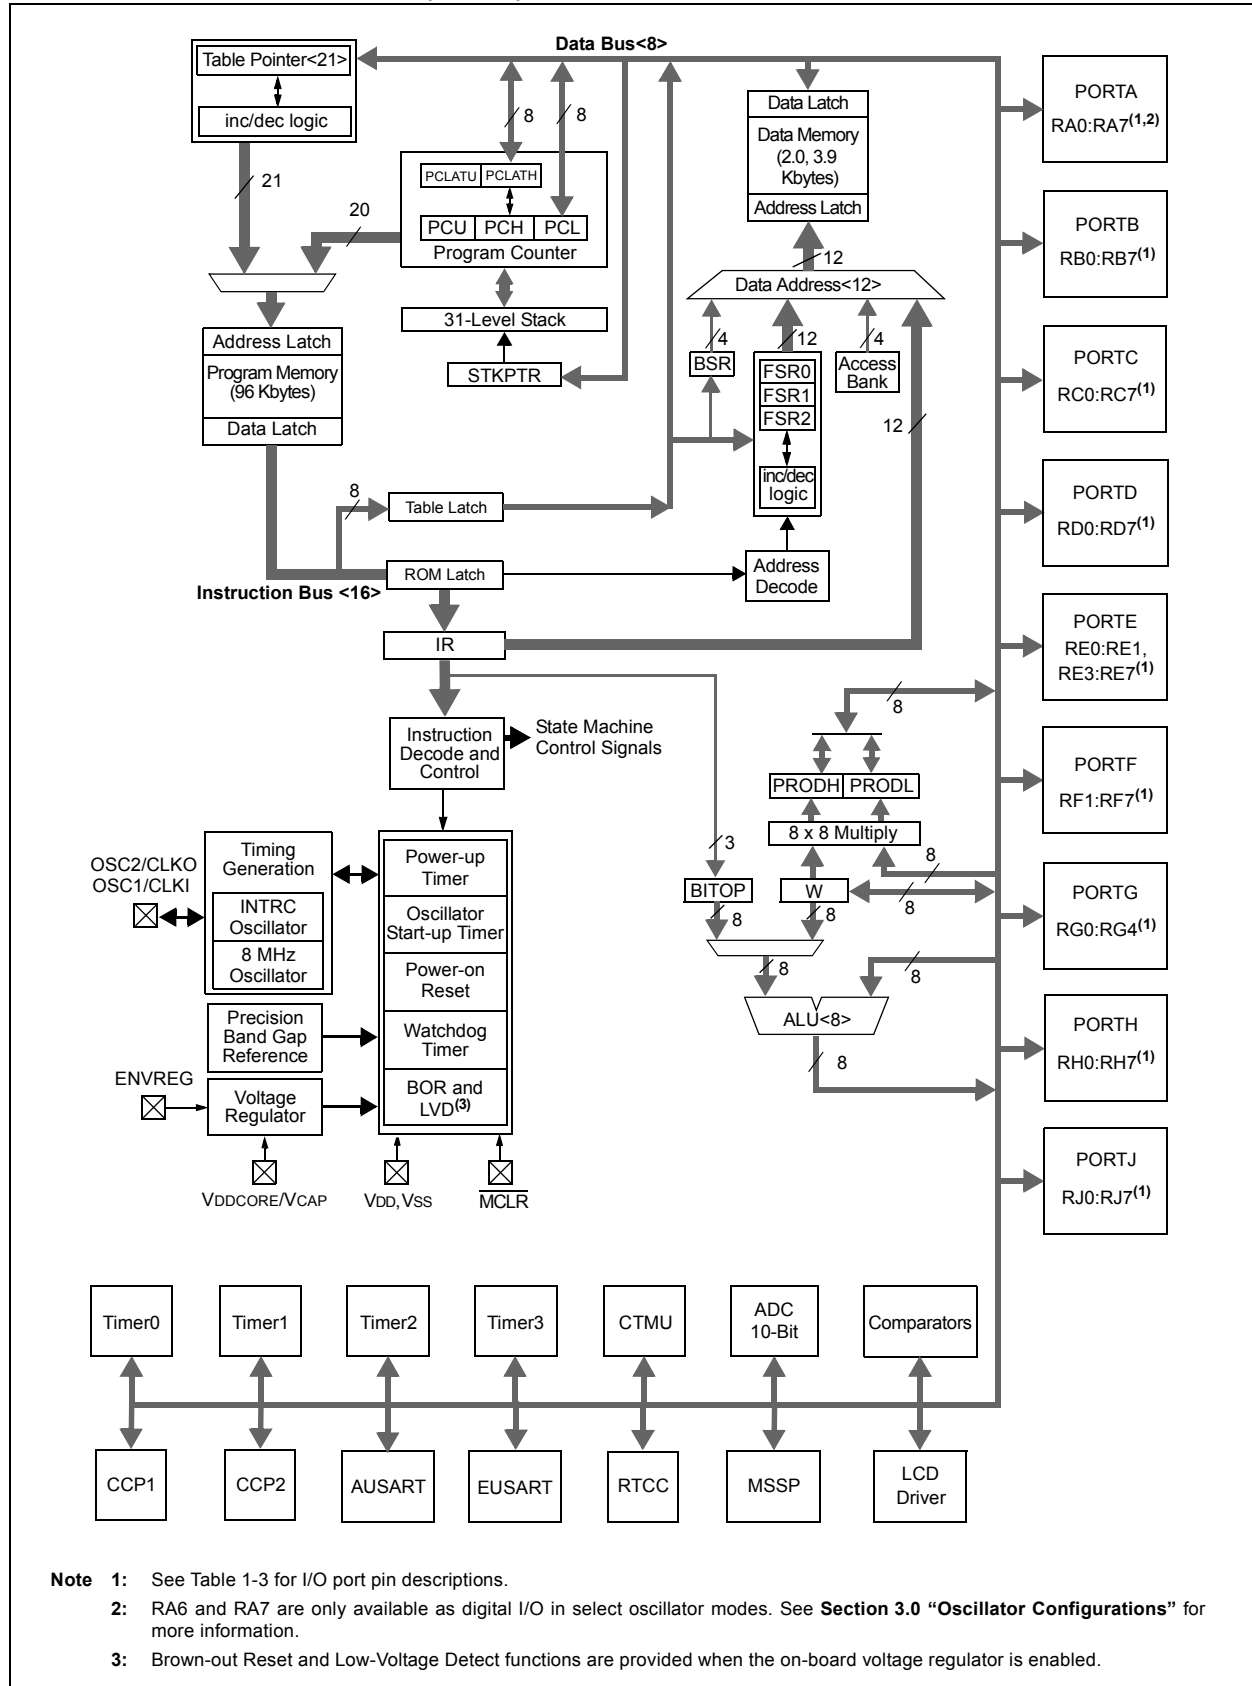 Data Bus<8>
Table Pointer<21>
inc/dec logic
21
20
8
8
PCLATU PCLATH
PCU PCH PCL
Program Counter
31-Level Stack
STKPTR
Data Latch
Data Memory
(2.0, 3.9
Kbytes)
Address Latch
12
Data Address<12>
4
12
4
BSR
FSR0
FSR1
FSR2
inc/dec
logic
Access
Bank
12
Address Latch
Program Memory
(96 Kbytes)
Data Latch
8
Table Latch
ROM Latch
Instruction Bus <16>
Address
Decode
IR
Instruction
Decode and
Control
State Machine
Control Signals
8
PRODH PRODL
8 x 8 Multiply
3
8
BITOP
W
8
8
8
8
8
ALU<8>
8
OSC2/CLKO
OSC1/CLKI
Timing
Generation
INTRC
Oscillator
8 MHz
Oscillator
Power-up
Timer
Oscillator
Start-up Timer
Power-on
Reset
Watchdog
Timer
BOR and
LVD(3)
Precision
Band Gap
Reference
ENVREG
Voltage
Regulator
VDDCORE/VCAP
VDD, VSS
MCLR
PORTA
RA0:RA7(1,2)
PORTB
RB0:RB7(1)
PORTC
RC0:RC7(1)
PORTD
RD0:RD7(1)
PORTE
RE0:RE1,
RE3:RE7(1)
PORTF
RF1:RF7(1)
PORTG
RG0:RG4(1)
PORTH
RH0:RH7(1)
PORTJ
RJ0:RJ7(1)
Timer0
Timer1
Timer2
Timer3
CTMU
ADC
10-Bit
Comparators
CCP1
CCP2
AUSART
EUSART
RTCC
MSSP
LCD
Driver
Note 1: See Table 1-3 for I/O port pin descriptions.
2: RA6 and RA7 are only available as digital I/O in select oscillator modes. See Section 3.0 “Oscillator Configurations” for
more information.
3: Brown-out Reset and Low-Voltage Detect functions are provided when the on-board voltage regulator is enabled.